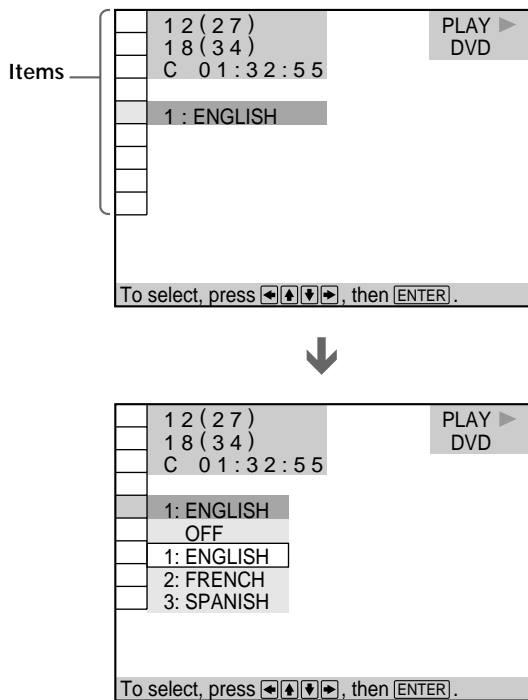 Items
12(27)
18(34)
C 01:32:55
PLAY ►
DVD
1 : ENGLISH
To select, press ←↑↓→, then ENTER.
12(27)
18(34)
C 01:32:55
PLAY ►
DVD
1: ENGLISH
OFF
1: ENGLISH
2: FRENCH
3: SPANISH
To select, press ←↑↓→, then ENTER.